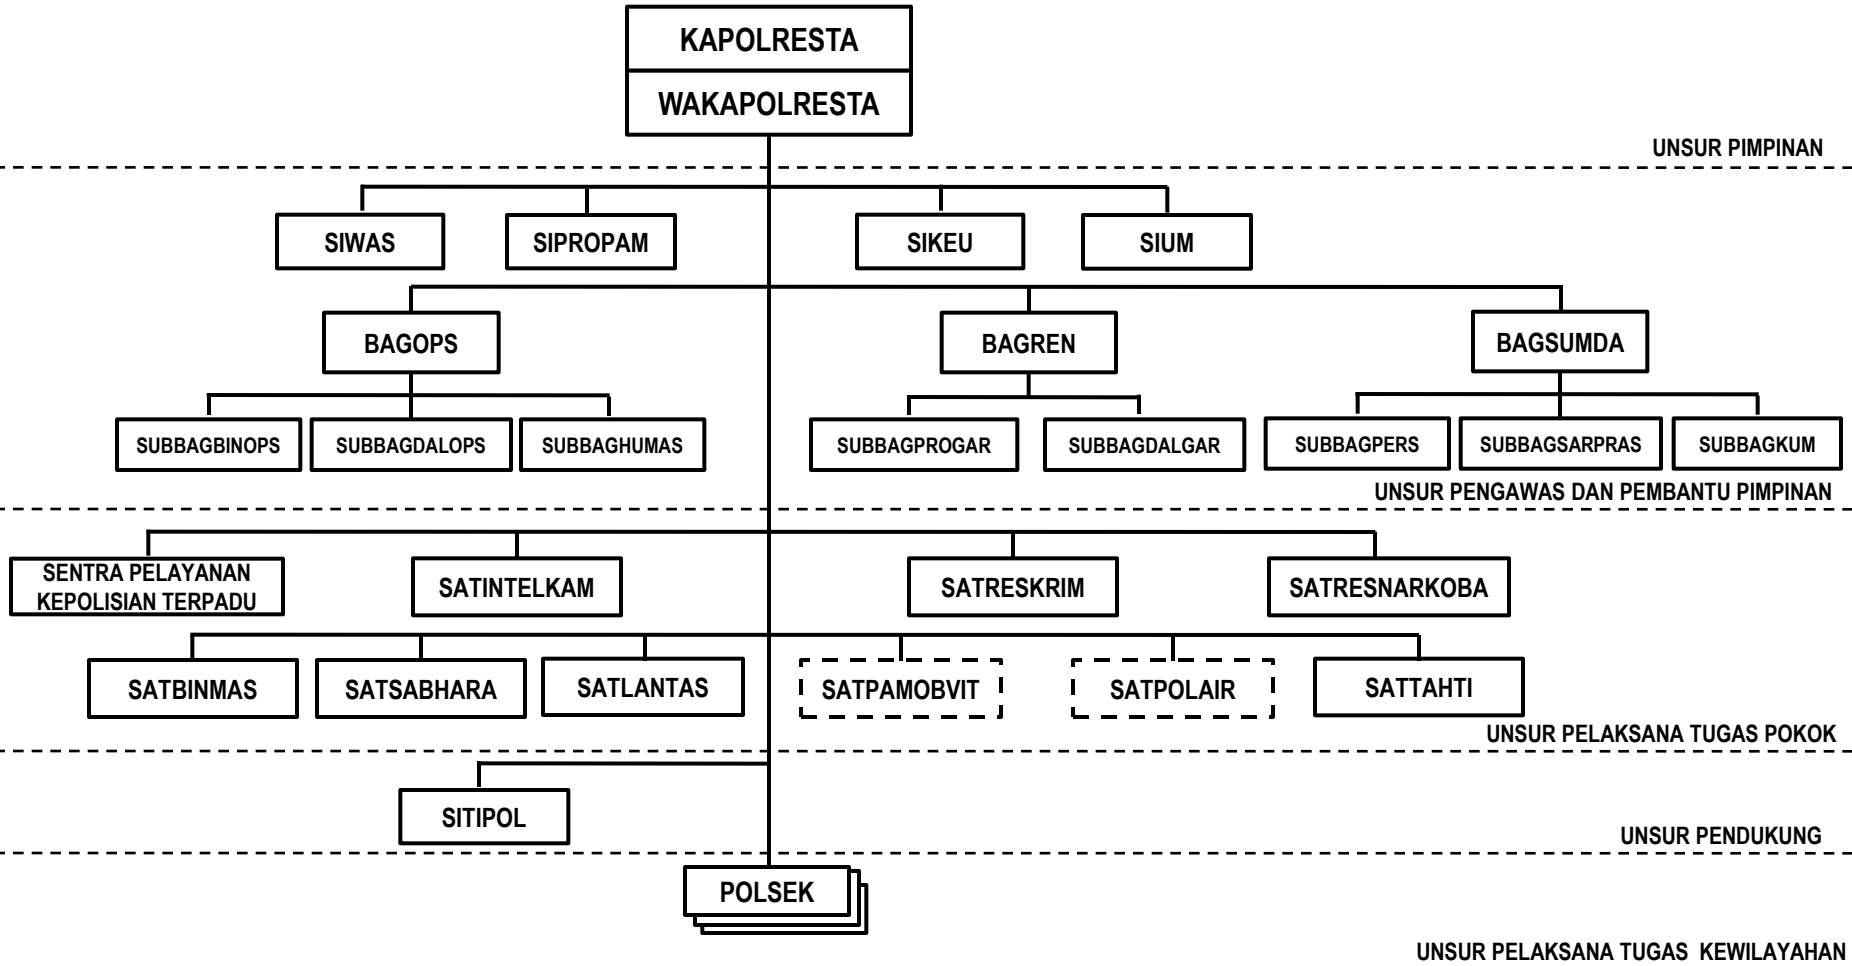 KAPOLRESTA
WAKAPOLRESTA
UNSUR PIMPINAN
SIWAS
SIPROPAM
SIKEU
SIUM
BAGOPS
BAGREN
BAGSUMDA
SUBBAGBINOPS
SUBBAGDALOPS
SUBBAGHUMAS
SUBBAGPROGAR
SUBBAGDALGAR
SUBBAGPERS
SUBBAGSARPRAS
SUBBAGKUM
UNSUR PENGAWAS DAN PEMBANTU PIMPINAN
SENTRA PELAYANAN
KEPOLISIAN TERPADU
SATINTELKAM
SATRESKRIM
SATRESNARKOBA
SATBINMAS
SATSABHARA
SATLANTAS
SATPAMOBVIT
SATPOLAIR
SATTAHTI
UNSUR PELAKSANA TUGAS POKOK
SITIPOL
UNSUR PENDUKUNG
POLSEK
UNSUR PELAKSANA TUGAS KEWILAYAHAN